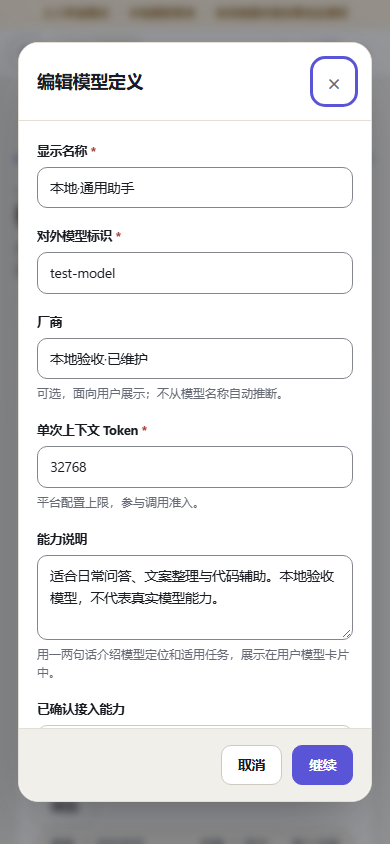 编辑模型定义
×
显示名称 *
本地·通用助手
对外模型标识 *
test-model
厂商
本地验收·已维护
可选，面向用户展示；不从模型名称自动推断。
单次上下文 Token *
32768
平台配置上限，参与调用准入。
能力说明
适合日常问答、文案整理与代码辅助。本地验收
模型，不代表真实模型能力。
用一两句话介绍模型定位和适用任务，展示在用户模型卡片
中。
已确认接入能力
取消
继续